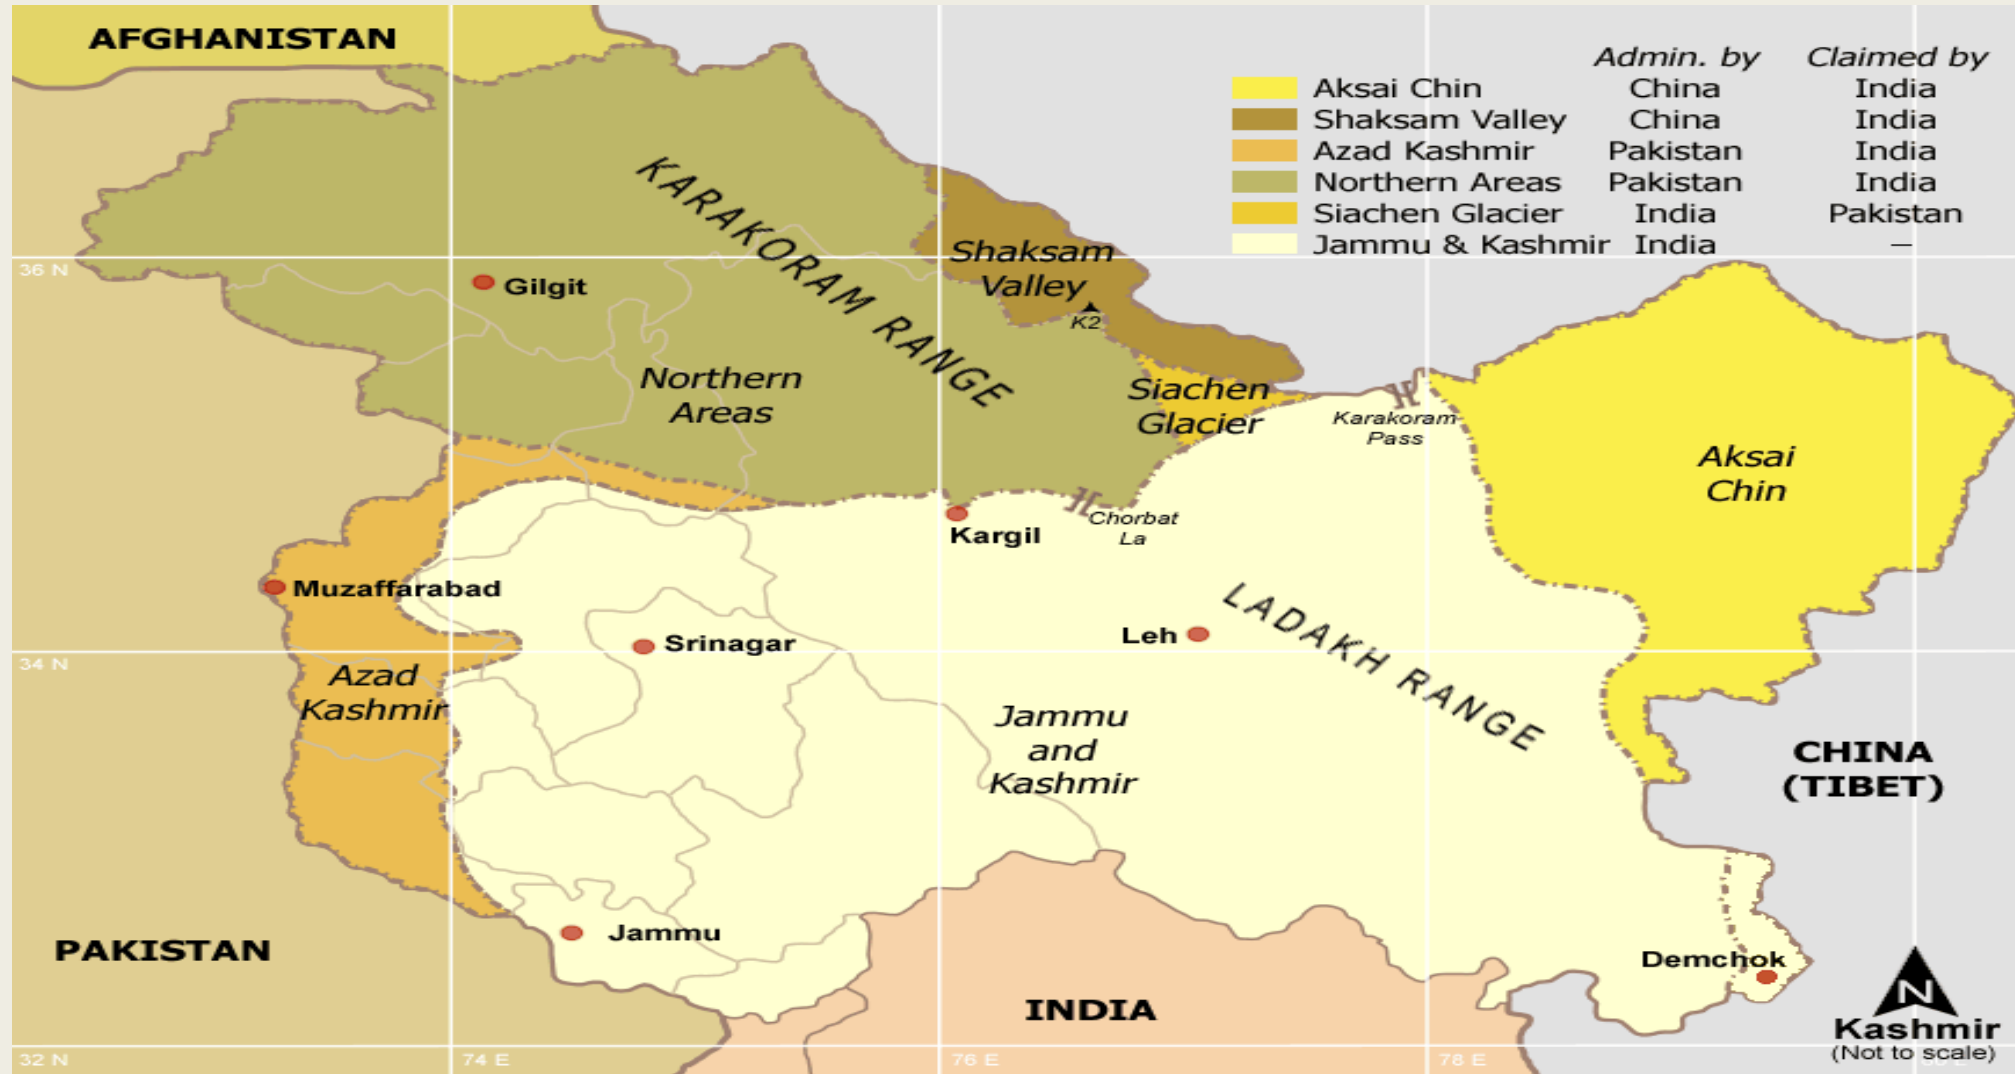 AFGHANISTAN
Admin. by Claimed by
Aksai Chin China India
Shaksam Valley China India
Azad Kashmir Pakistan India
Northern Areas Pakistan India
Siachen Glacier India Pakistan
Jammu & Kashmir India –
KARAKORAM RANGE
Shaksam
Valley
36 N
Gilgit
K2
Northern
Areas
Siachen
Glacier
Karakoram
Pass
Aksai
Chin
Kargil
Chorbat
La
Muzaffarabad
LADAKH RANGE
Srinagar
Leh
34 N
Azad
Kashmir
Jammu
and
Kashmir
CHINA
(TIBET)
Jammu
PAKISTAN
Demchok
INDIA
N
Kashmir
(Not to scale)
32 N
74 E
76 E
78 E